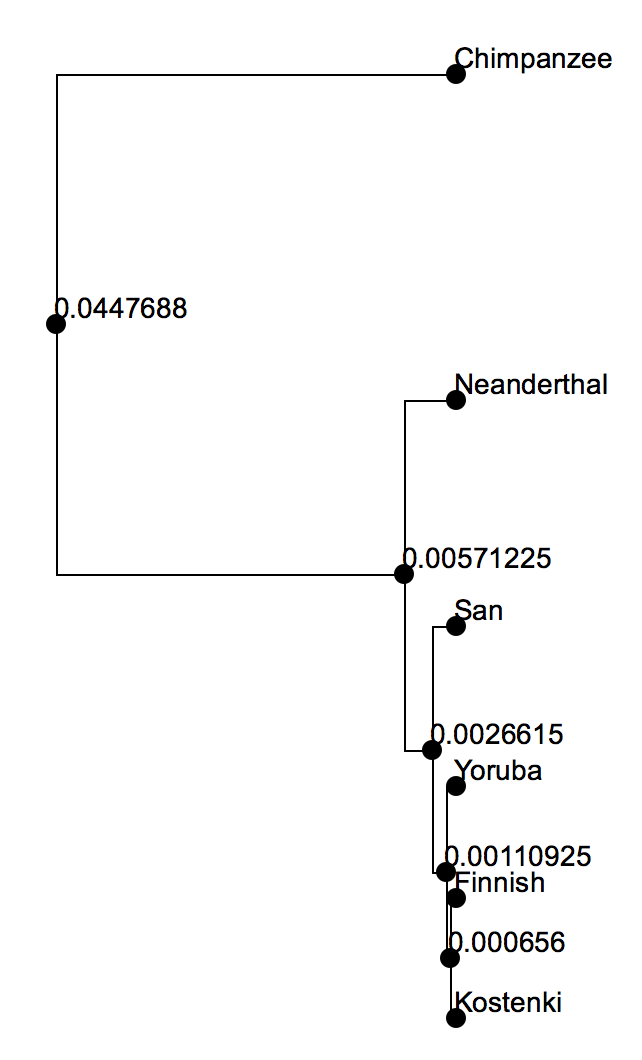 Chimpanzee
0.0447688
Neanderthal
0.00571225
San
0.0026615
Yoruba
0.00110925
Finnish
0.000656
Kostenki